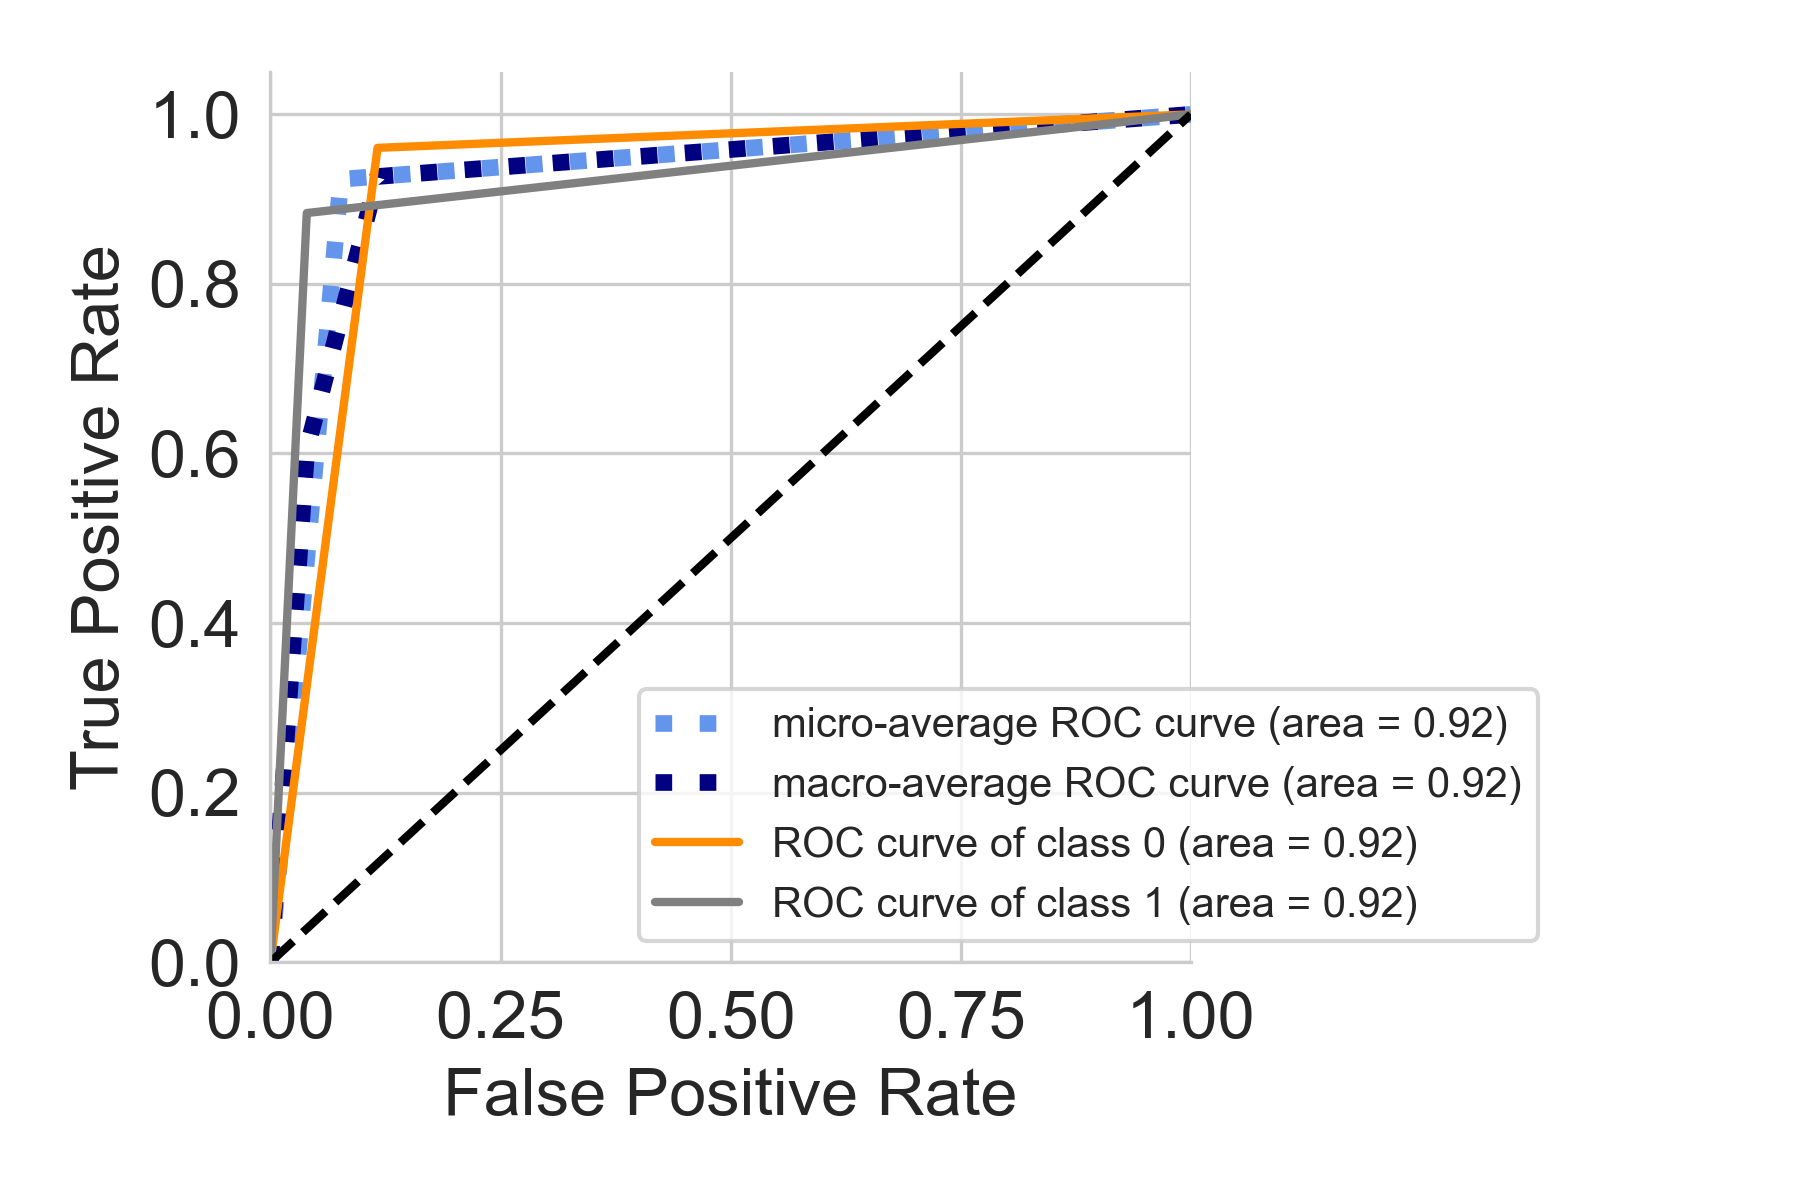 True Positive Rate
1.0
0.8
0.6
0.4
0.2
0.0
micro-average ROC curve (area = 0.92)
macro-average ROC curve (area = 0.92)
ROC curve of class 0 (area = 0.92)
ROC curve of class 1 (area = 0.92)
0.00 0.25 0.50 0.75 1.00
False Positive Rate